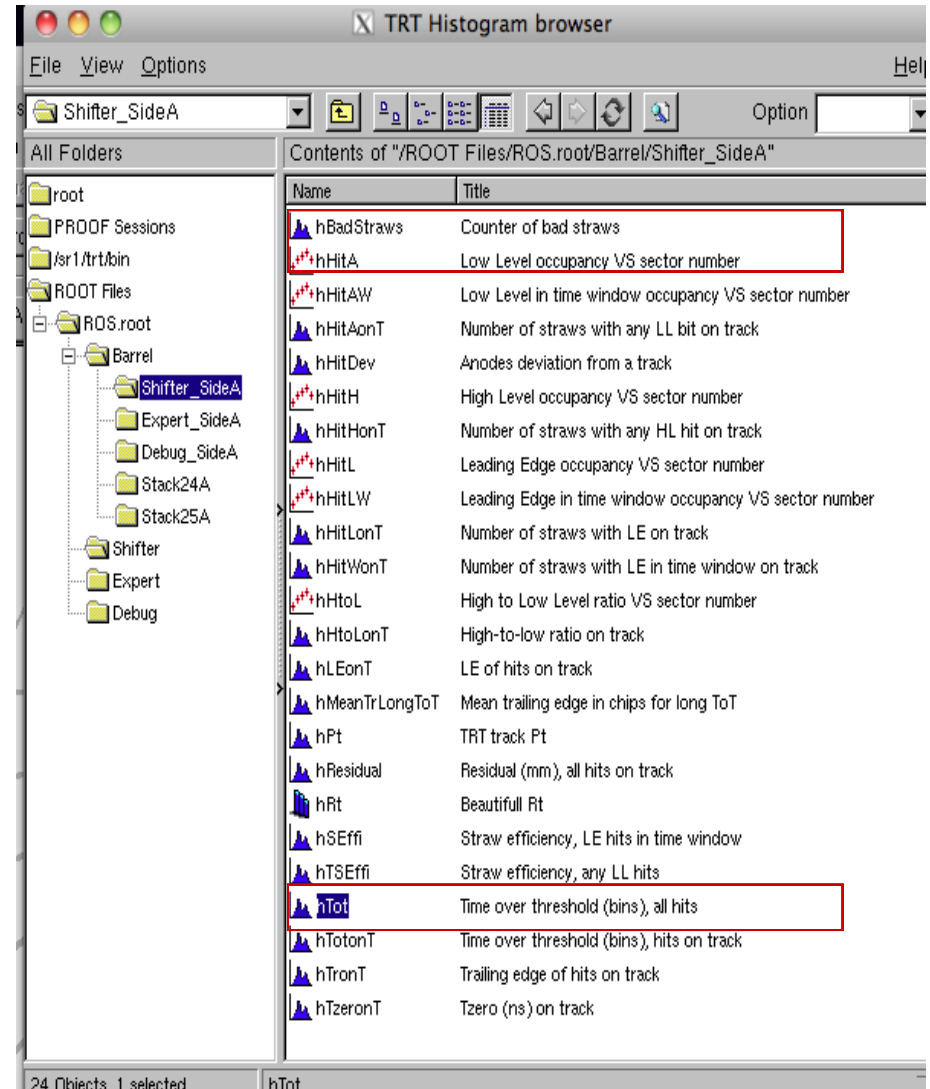 TRT Histogram browser
File View Options Help
Shifter_SideA Option
All Folders
Contents of "/ROOT Files/ROS.root/Barrel/Shifter_SideA"
root
PROOF Sessions
/sr1/trt/bin
ROOT Files
ROS.root
Barrel
Shifter_SideA
Expert_SideA
Debug_SideA
Stack24A
Stack25A
Shifter
Expert
Debug
Name Title
hBadStraws Counter of bad straws
hHitA Low Level occupancy VS sector number
hHitAW Low Level in time window occupancy VS sector number
hHitAonT Number of straws with any LL bit on track
hHitDev Anodes deviation from a track
hHitH High Level occupancy VS sector number
hHitHonT Number of straws with any HL hit on track
hHitL Leading Edge occupancy VS sector number
hHitLW Leading Edge in time window occupancy VS sector number
hHitLonT Number of straws with LE on track
hHitWonT Number of straws with LE in time window on track
hHtoL High to Low Level ratio VS sector number
hHtoLonT High-to-low ratio on track
hLEonT LE of hits on track
hMeanTrLongToT Mean trailing edge in chips for long ToT
hPt TRT track Pt
hResidual Residual (mm), all hits on track
hRt Beautifull Rt
hSEffi Straw efficiency, LE hits in time window
hTSEffi Straw efficiency, any LL hits
hTot Time over threshold (bins), all hits
hTotonT Time over threshold (bins), hits on track
hTronT Trailing edge of hits on track
hTzeronT Tzero (ns) on track
24 Objects, 1 selected hTot